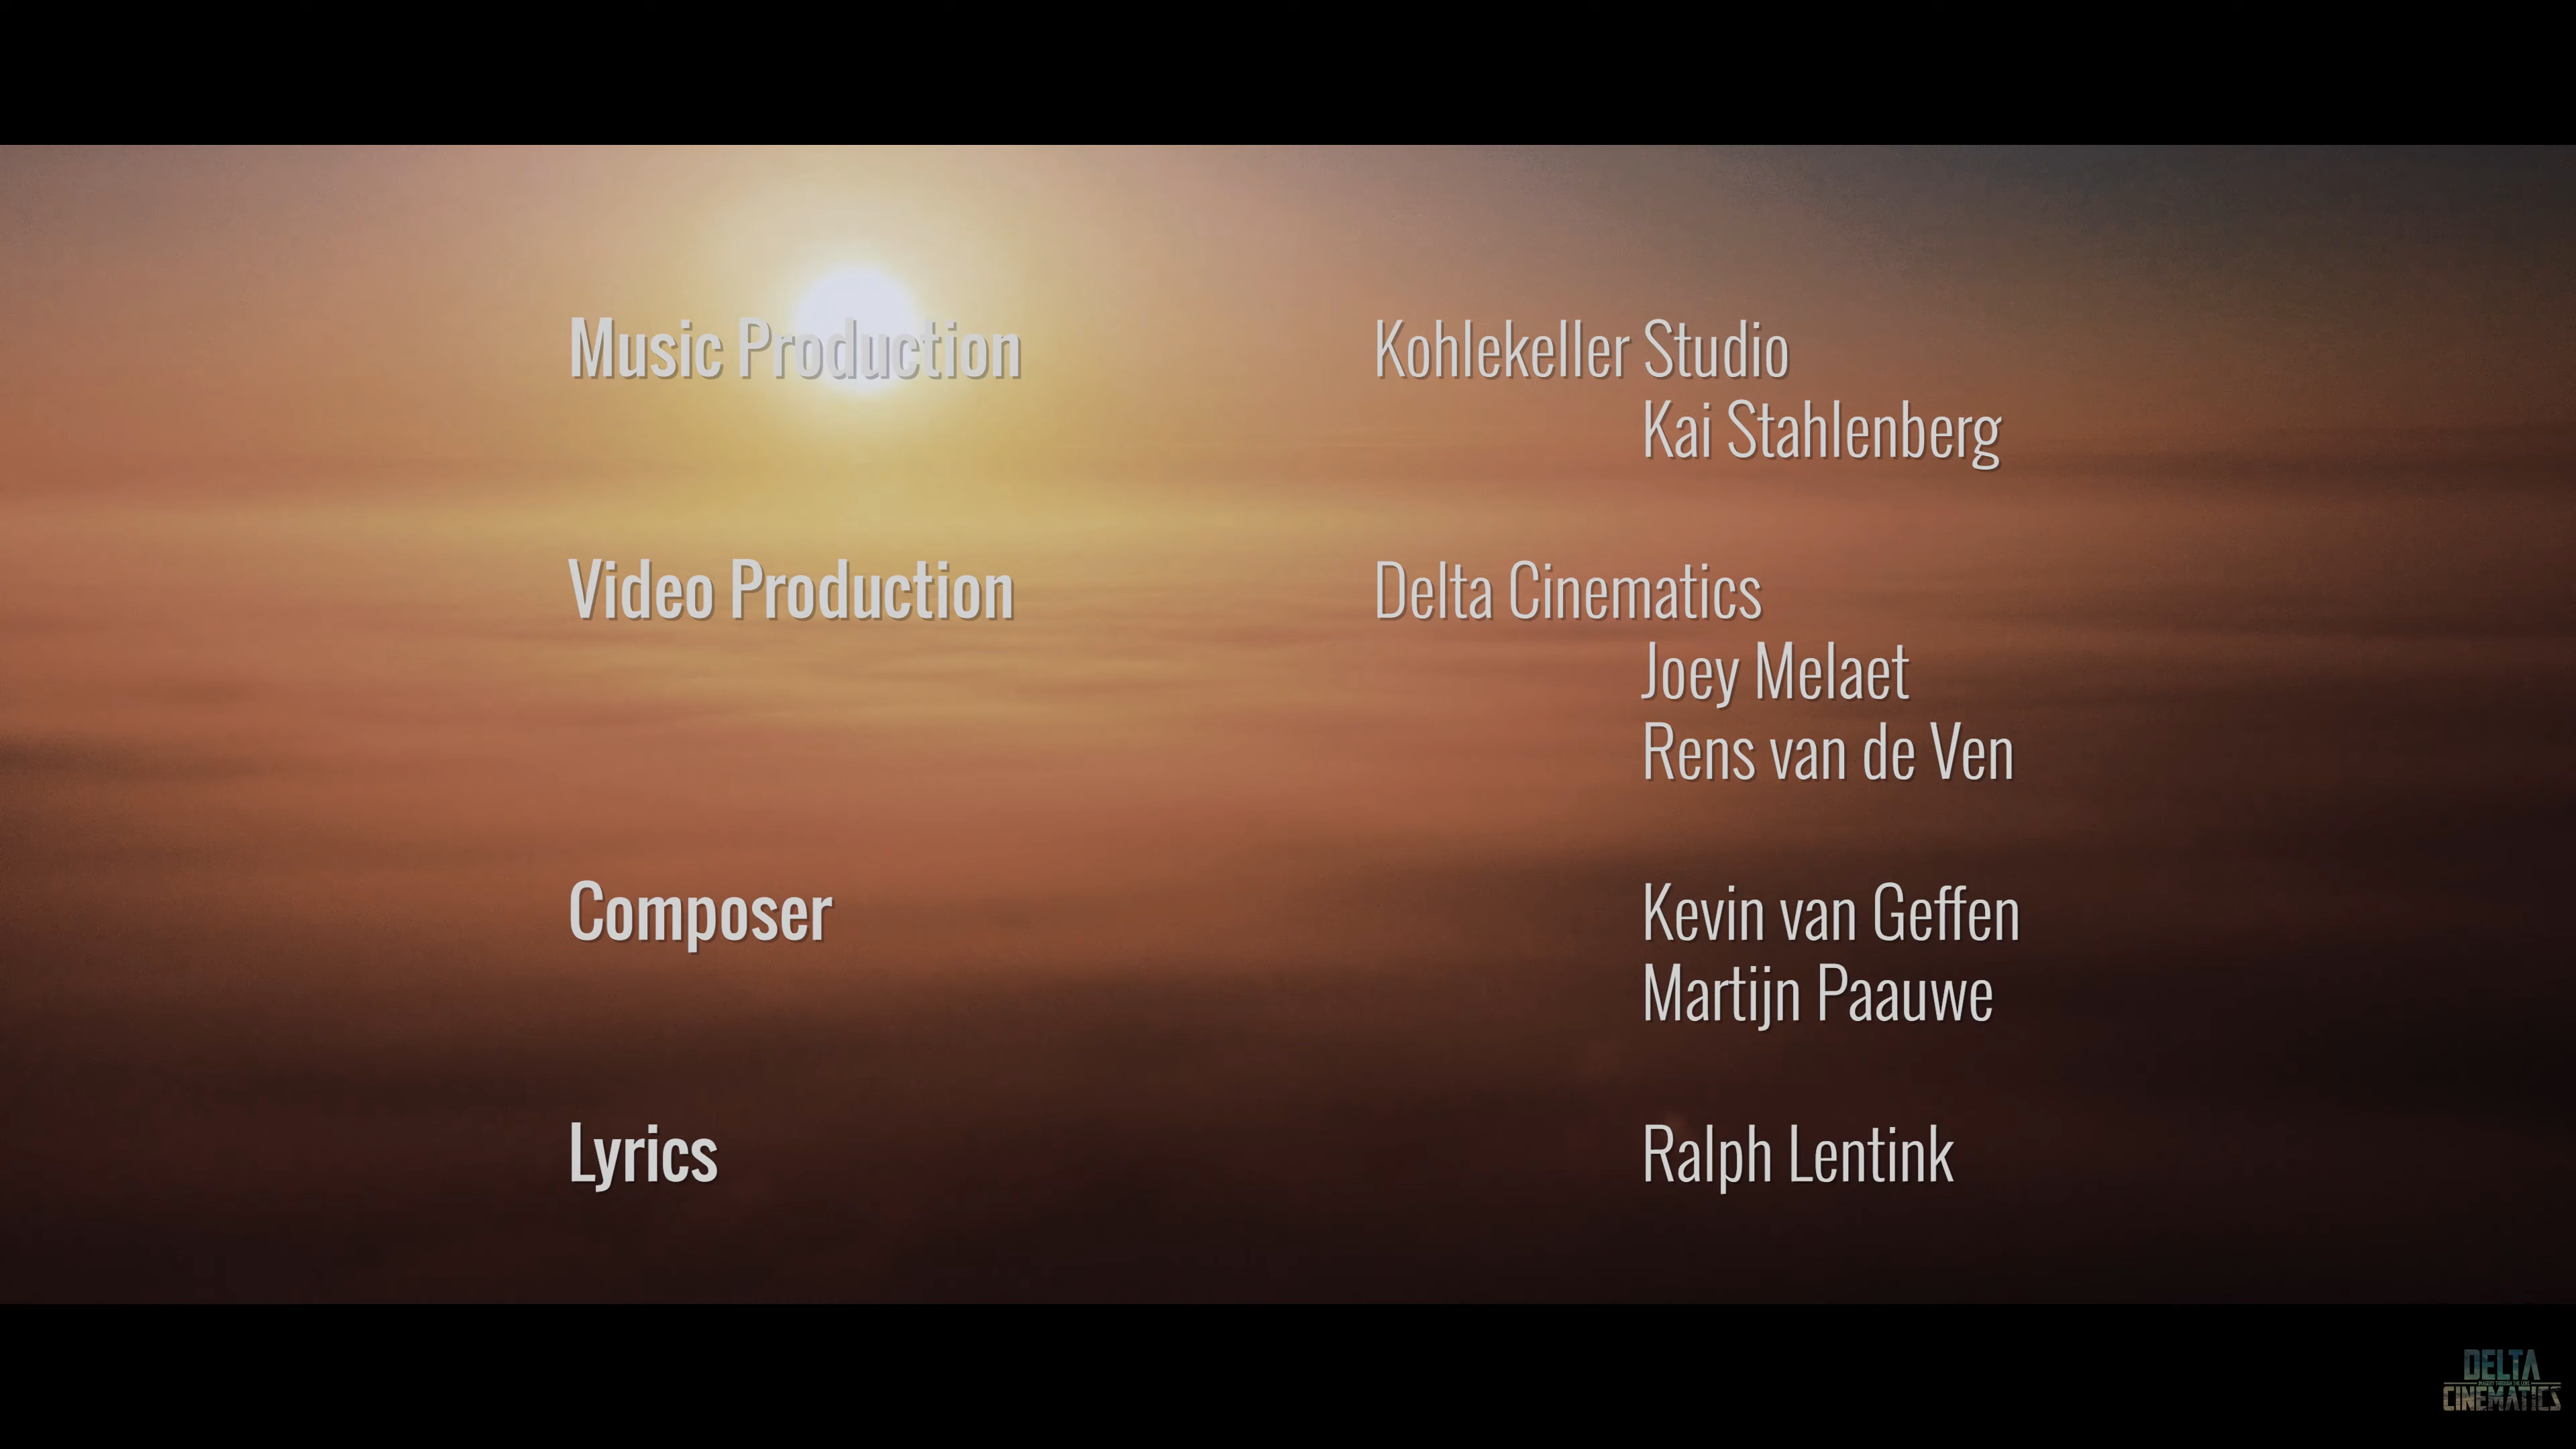 Music Production Kohlekeller Studio
Kai Stahlenberg
Video Production Delta Cinematics
Joey Melaet
Rens van de Ven
Composer Kevin van Geffen
Martijn Paauwe
Lyrics Ralph Lentink
DELTA
CINEMATICS